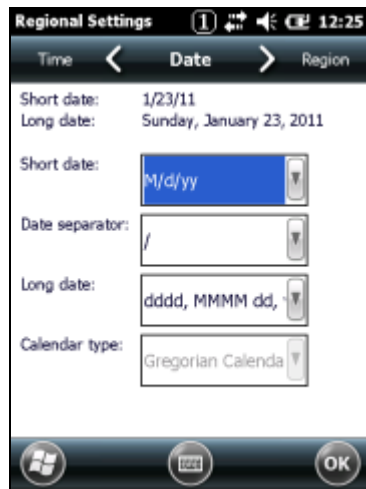 Regional Settings 1 12:25
Time Date Region
Short date: 1/23/11
Long date: Sunday, January 23, 2011
Short date: M/d/yy
Date separator: /
Long date: dddd, MMMM dd,
Calendar type: Gregorian Calenda
OK